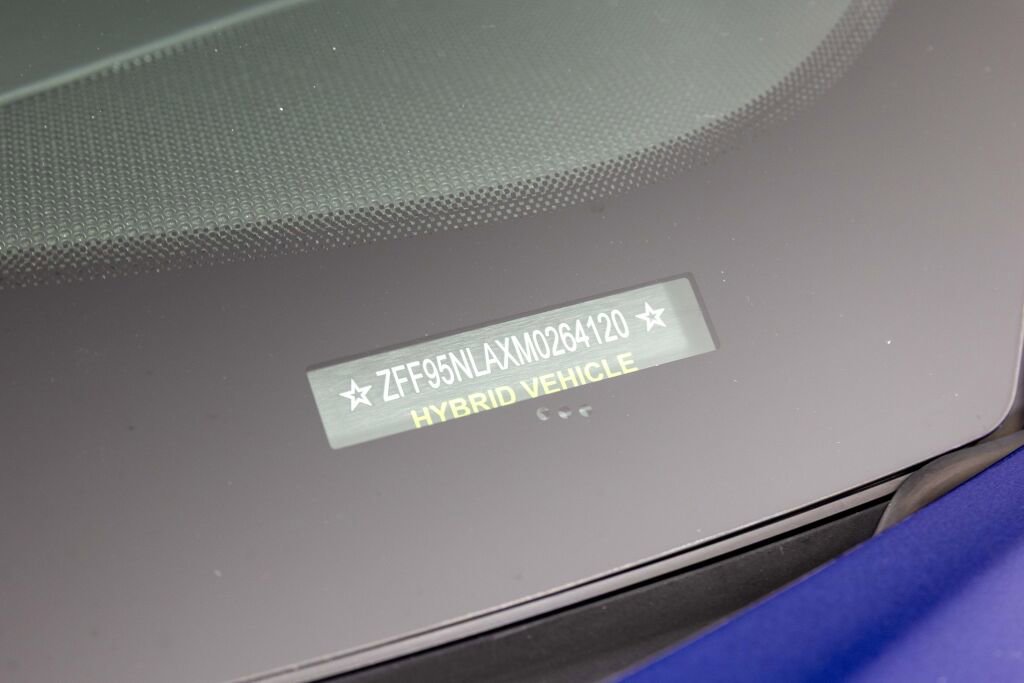 ☆ ZFF95NLAXM0264120 ☆
HYBRID VEHICLE